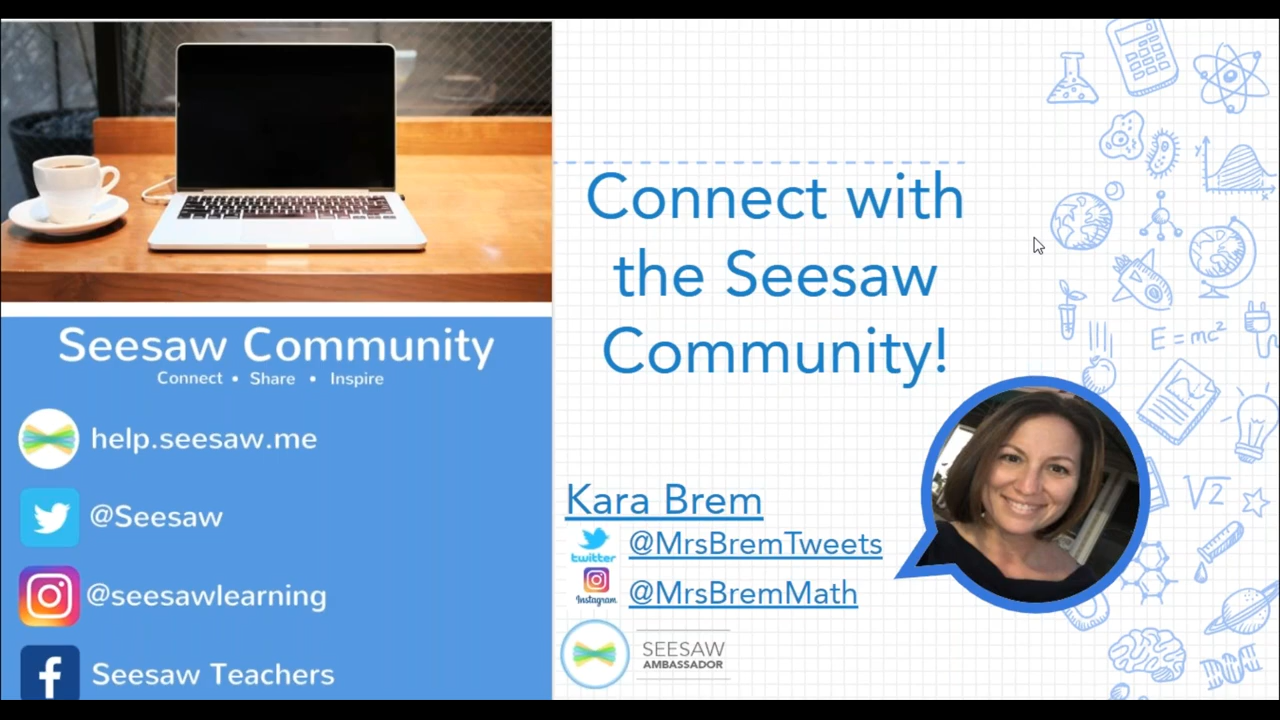 Seesaw Community
Connect • Share • Inspire
help.seesaw.me
@Seesaw
@seesawlearning
Seesaw Teachers
Connect with
the Seesaw
Community!
Kara Brem
twitter
@MrsBremTweets
Instagram
@MrsBremMath
SEESAW
AMBASSADOR
y
x
E = mc²
√2